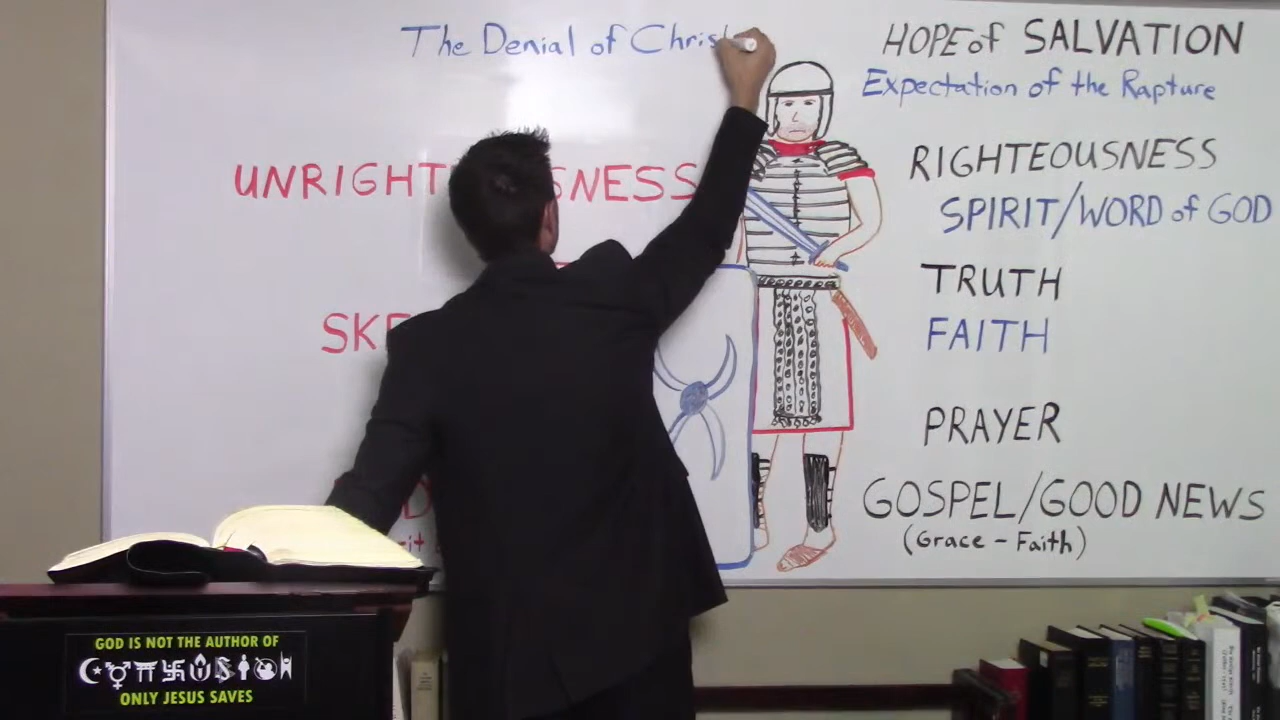 The Denial of Chris
HOPE of SALVATION
Expectation of the Rapture
UNRIGHT SNESS
RIGHTEOUSNESS
SPIRIT/WORD of GOD
TRUTH
SK
FAITH
PRAYER
GOSPEL/GOOD NEWS
(Grace - Faith)
GOD IS NOT THE AUTHOR OF
ONLY JESUS SAVES